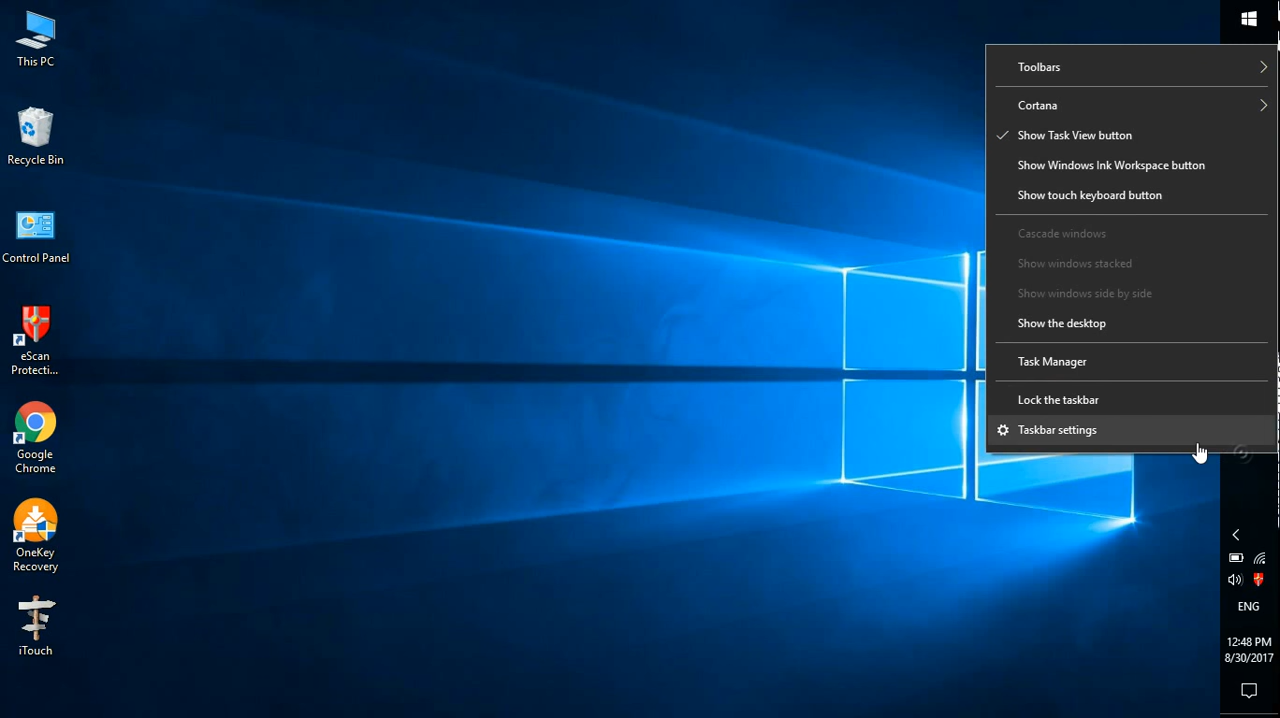 This PC
Recycle Bin
Control Panel
eScan
Protecti...
Google
Chrome
OneKey
Recovery
iTouch
Toolbars
Cortana
Show Task View button
Show Windows Ink Workspace button
Show touch keyboard button
Cascade windows
Show windows stacked
Show windows side by side
Show the desktop
Task Manager
Lock the taskbar
Taskbar settings
ENG
12:48 PM
8/30/2017